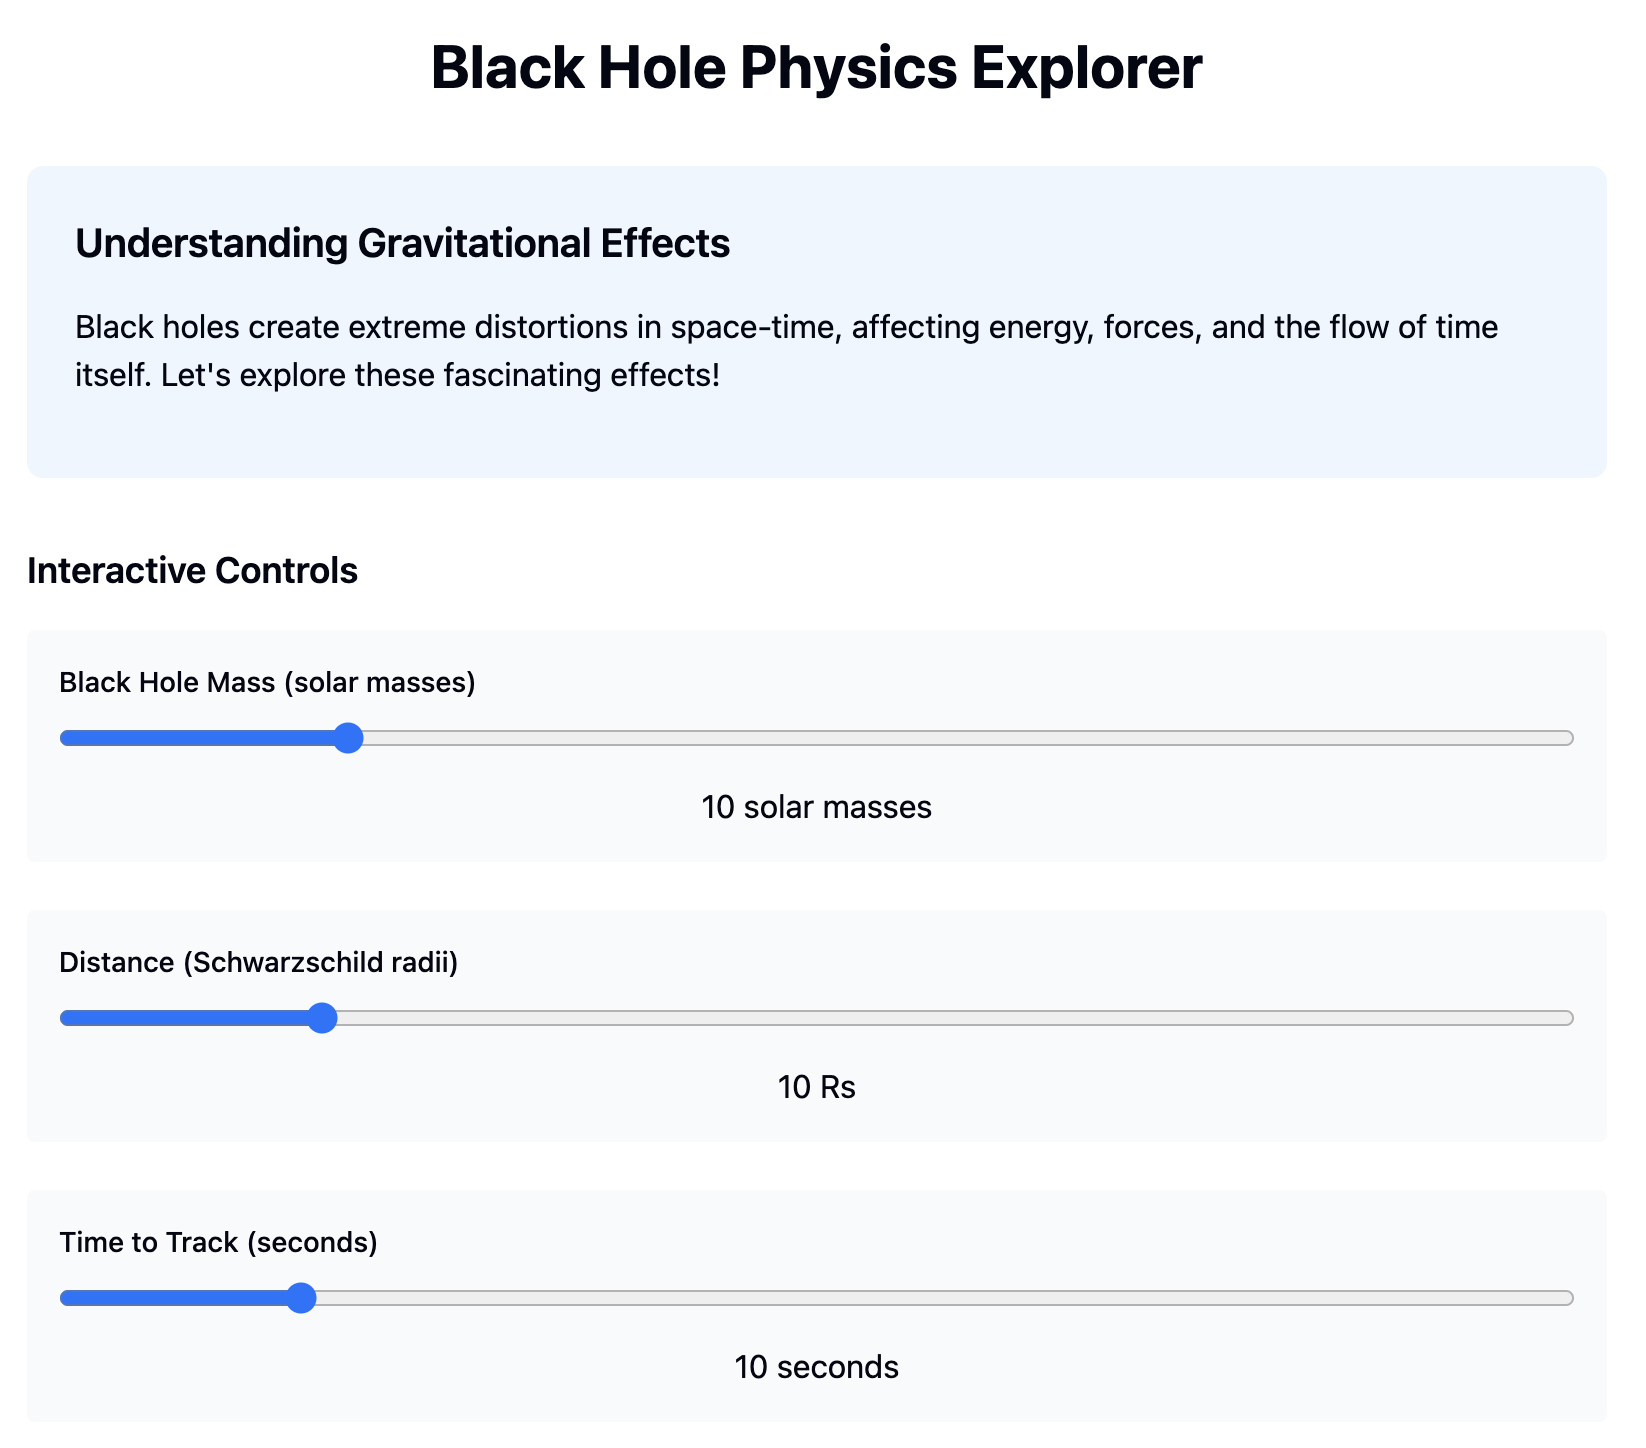 Black Hole Physics Explorer
Understanding Gravitational Effects
Black holes create extreme distortions in space-time, affecting energy, forces, and the flow of time
itself. Let's explore these fascinating effects!
Interactive Controls
Black Hole Mass (solar masses)
10 solar masses
Distance (Schwarzschild radii)
10 Rs
Time to Track (seconds)
10 seconds